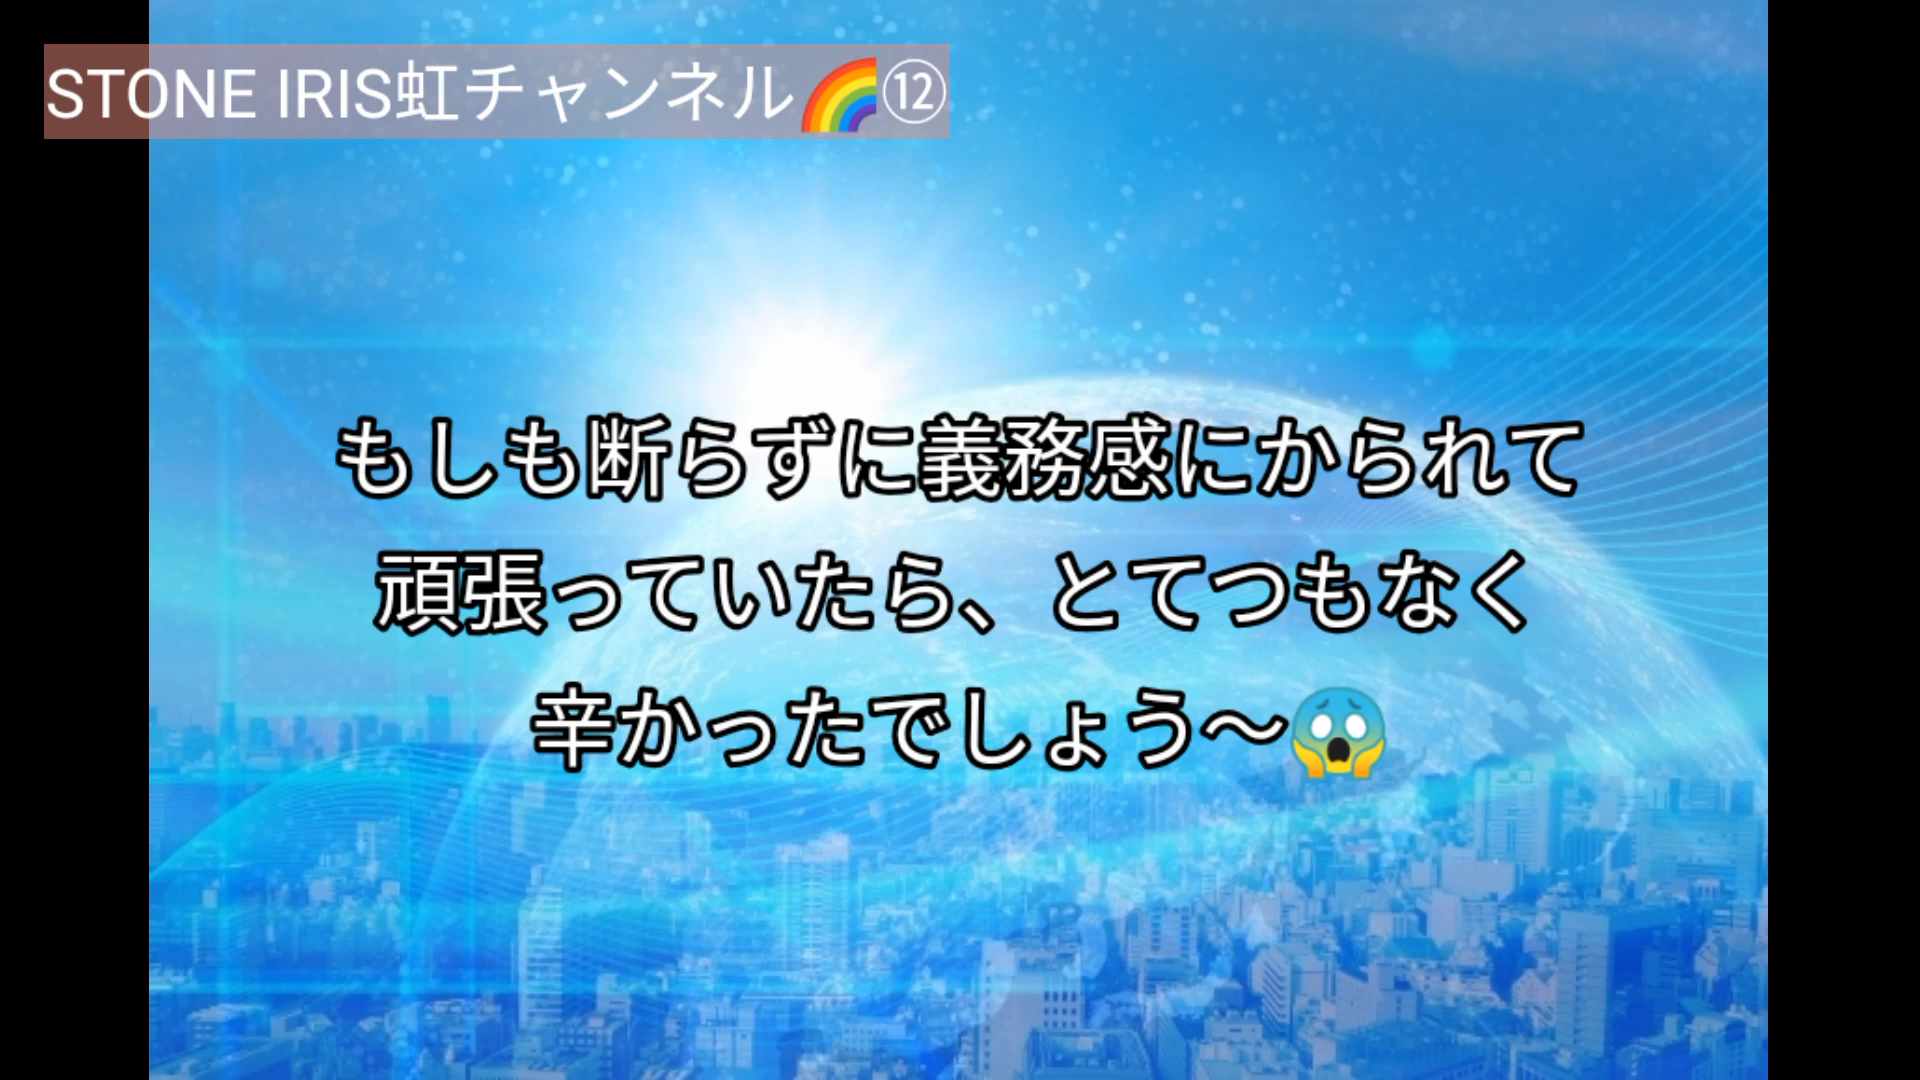 STONE IRIS虹チャンネル🌈⑫
もしも断らずに義務感にかられて
頑張っていたら、とてつもなく
辛かったでしょう〜😱